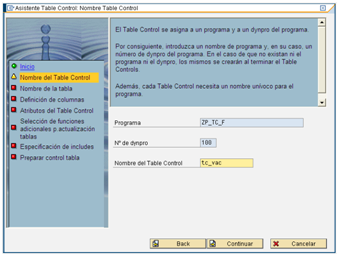 Asistente Table Control: Nombre Table Control
Inicio
Nombre del Table Control
Nombre de la tabla
Definición de columnas
Atributos del Table Control
Selección de funciones
adicionales p actualización
tablas
Especificación de includes
Preparar control tabla
El Table Control se asigna a un programa y a un dynpro del programa.
Por consiguiente, introduzca un nombre de programa y, en su caso, un
número de dynpro del programa. En el caso de que no existan ni el
programa ni el dynpro, los mismos se crearán al terminar el Table
Controls.
Además, cada Table Control necesita un nombre unívoco para el
programa.
Programa ZP_TC_F
Nº de dynpro 100
Nombre del Table Control tc_vac
Back Continuar Cancelar